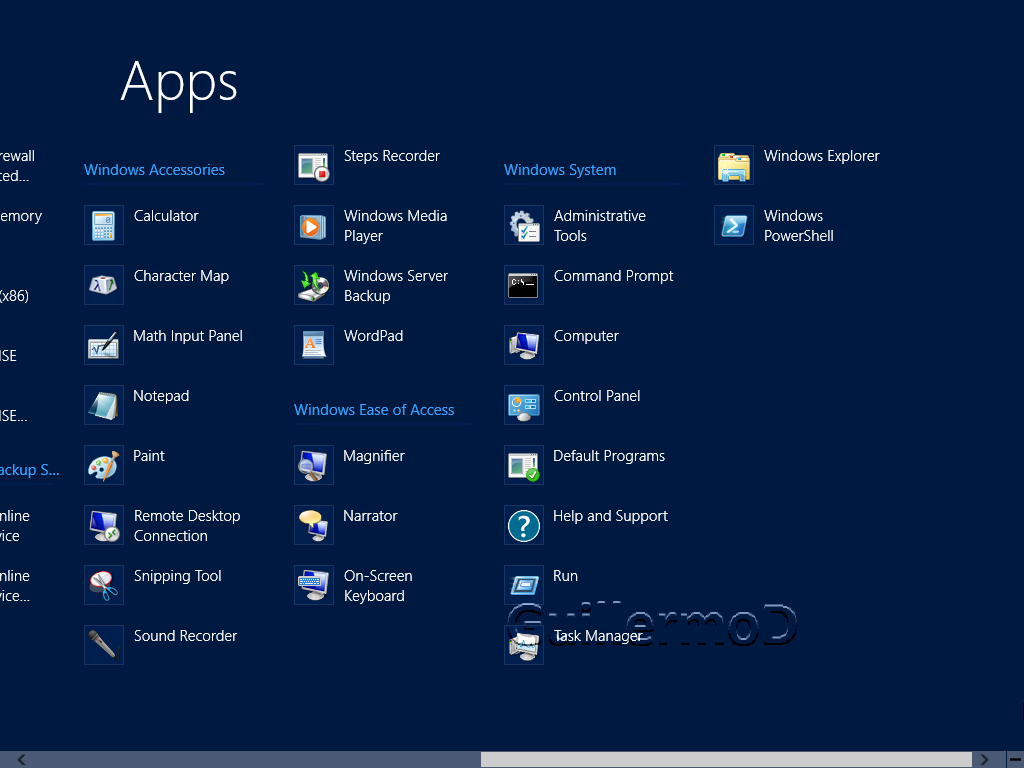 Apps
rewall
ced...
emory
(x86)
ISE
ISE...
ackup S...
nline
vice
nline
vice...
Windows Accessories
Calculator
Character Map
Math Input Panel
Notepad
Paint
Remote Desktop
Connection
Snipping Tool
Sound Recorder
Steps Recorder
Windows Media
Player
Windows Server
Backup
WordPad
Windows Ease of Access
Magnifier
Narrator
On-Screen
Keyboard
Windows System
Administrative
Tools
Command Prompt
Computer
Control Panel
Default Programs
Help and Support
Run
Task Manager
Windows Explorer
Windows
PowerShell
GuillermoD